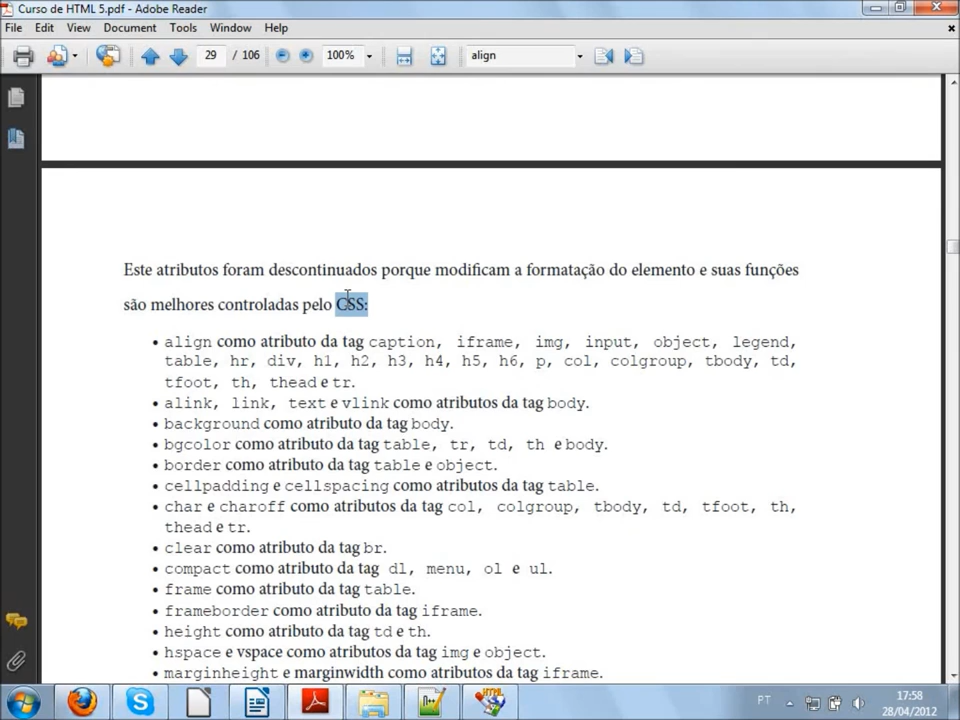 Curso de HTML 5.pdf - Adobe Reader
File Edit View Document Tools Window Help
29 / 106 100% align
Este atributos foram descontinuados porque modificam a formatação do elemento e suas funções
são melhores controladas pelo CSS:
• align como atributo da tag caption, iframe, img, input, object, legend,
table, hr, div, h1, h2, h3, h4, h5, h6, p, col, colgroup, tbody, td,
tfoot, th, thead e tr.
• alink, link, text e vlink como atributos da tag body.
• background como atributo da tag body.
• bgcolor como atributo da tag table, tr, td, th e body.
• border como atributo da tag table e object.
• cellpadding e cellspacing como atributos da tag table.
• char e charoff como atributos da tag col, colgroup, tbody, td, tfoot, th,
thead e tr.
• clear como atributo da tag br.
• compact como atributo da tag dl, menu, ol e ul.
• frame como atributo da tag table.
• frameborder como atributo da tag iframe.
• height como atributo da tag td e th.
• hspace e vspace como atributos da tag img e object.
• marginheight e marginwidth como atributos da tag iframe.
HTML
PT
17:58
28/04/2012